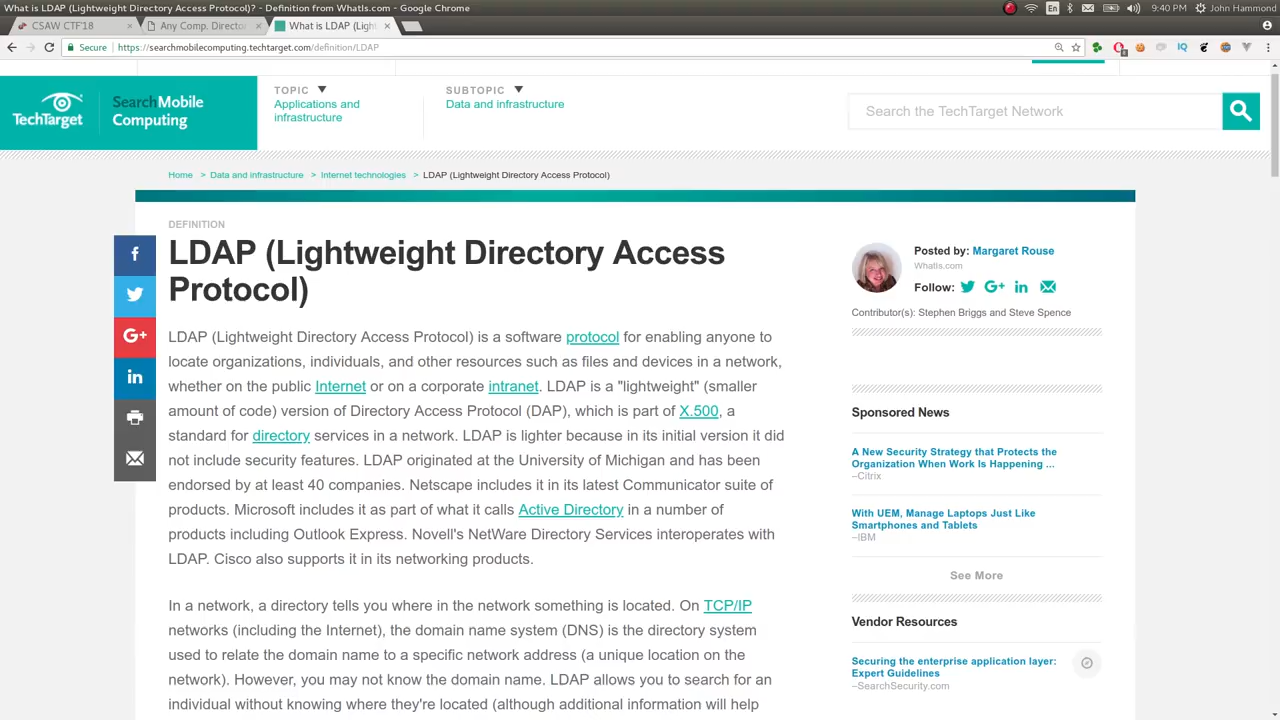 What is LDAP (Lightweight Directory Access Protocol)? - Definition from WhatIs.com - Google Chrome
En
9:40 PM
John Hammond
CSAW CTF'18
Any Comp. Directo
What is LDAP (Ligh
Secure
https://searchmobilecomputing.techtarget.com/definition/LDAP
TechTarget
SearchMobile
Computing
TOPIC
Applications and
infrastructure
SUBTOPIC
Data and infrastructure
Search the TechTarget Network
Home > Data and infrastructure > Internet technologies > LDAP (Lightweight Directory Access Protocol)
DEFINITION
LDAP (Lightweight Directory Access
Protocol)
LDAP (Lightweight Directory Access Protocol) is a software protocol for enabling anyone to
locate organizations, individuals, and other resources such as files and devices in a network,
whether on the public Internet or on a corporate intranet. LDAP is a "lightweight" (smaller
amount of code) version of Directory Access Protocol (DAP), which is part of X.500, a
standard for directory services in a network. LDAP is lighter because in its initial version it did
not include security features. LDAP originated at the University of Michigan and has been
endorsed by at least 40 companies. Netscape includes it in its latest Communicator suite of
products. Microsoft includes it as part of what it calls Active Directory in a number of
products including Outlook Express. Novell's NetWare Directory Services interoperates with
LDAP. Cisco also supports it in its networking products.
In a network, a directory tells you where in the network something is located. On TCP/IP
networks (including the Internet), the domain name system (DNS) is the directory system
used to relate the domain name to a specific network address (a unique location on the
network). However, you may not know the domain name. LDAP allows you to search for an
individual without knowing where they're located (although additional information will help
Posted by: Margaret Rouse
WhatIs.com
Follow:
G+
in
Contributor(s): Stephen Briggs and Steve Spence
Sponsored News
A New Security Strategy that Protects the
Organization When Work Is Happening ...
–Citrix
With UEM, Manage Laptops Just Like
Smartphones and Tablets
–IBM
See More
Vendor Resources
Securing the enterprise application layer:
Expert Guidelines
–SearchSecurity.com
f
G+
in
IQ